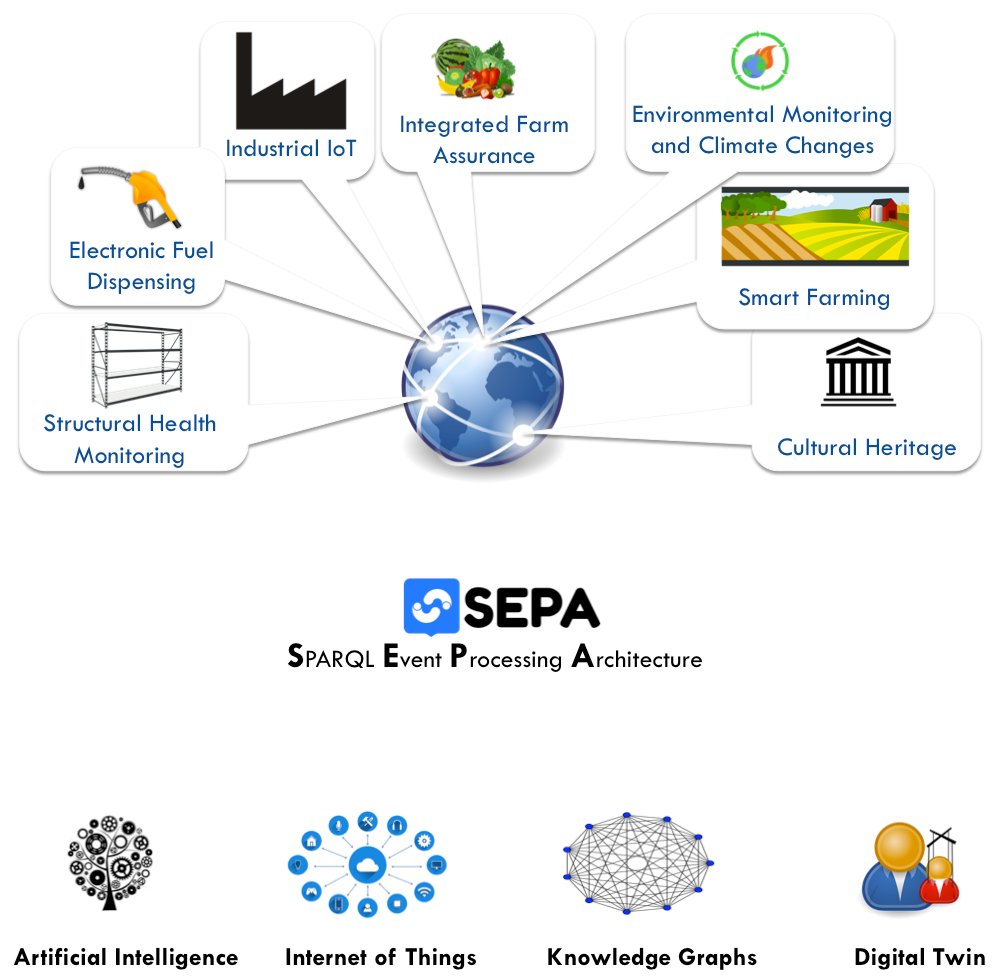 Industrial IoT
Integrated Farm
Assurance
Environmental Monitoring
and Climate Changes
Electronic Fuel
Dispensing
Smart Farming
Structural Health
Monitoring
Cultural Heritage
SEPA
SPARQL Event Processing Architecture
Artificial Intelligence
Internet of Things
Knowledge Graphs
Digital Twin